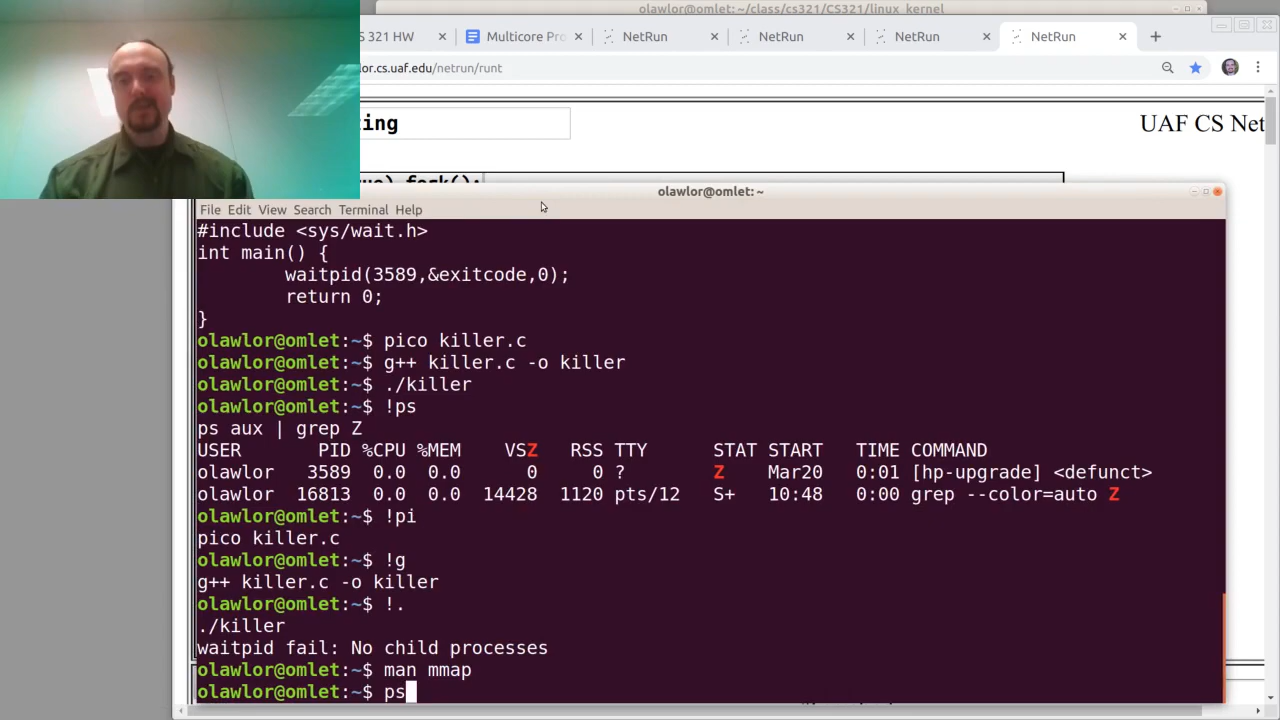 olawlor@omlet: ~/class/cs321/CS321/linux_kernel
S 321 HW
Multicore Pr
NetRun
NetRun
NetRun
NetRun
lor.cs.uaf.edu/netrun/runt
ing
UAF CS Net
fork();
olawlor@omlet: ~
File Edit View Search Terminal Help
#include <sys/wait.h>
int main() {
waitpid(3589,&exitcode,0);
return 0;
}
olawlor@omlet:~$ pico killer.c
olawlor@omlet:~$ g++ killer.c -o killer
olawlor@omlet:~$ ./killer
olawlor@omlet:~$ !ps
ps aux | grep Z
USER PID %CPU %MEM VSZ RSS TTY STAT START TIME COMMAND
olawlor 3589 0.0 0.0 0 0 ? Z Mar20 0:01 [hp-upgrade] <defunct>
olawlor 16813 0.0 0.0 14428 1120 pts/12 S+ 10:48 0:00 grep --color=auto Z
olawlor@omlet:~$ !pi
pico killer.c
olawlor@omlet:~$ !g
g++ killer.c -o killer
olawlor@omlet:~$ !.
./killer
waitpid fail: No child processes
olawlor@omlet:~$ man mmap
olawlor@omlet:~$ ps